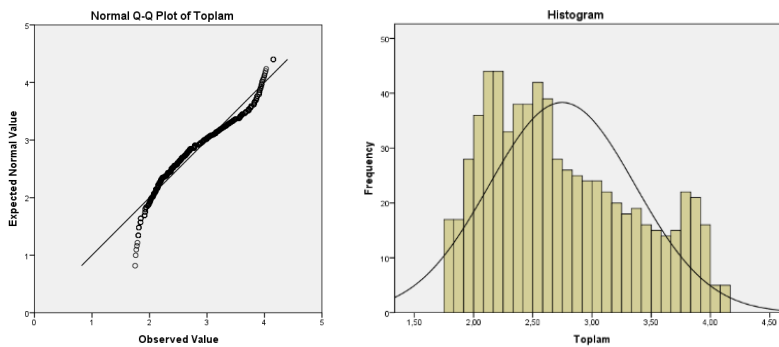 Normal Q-Q Plot of Toplam
5
4
3
2
1
0
Expected Normal Value
0 1 2 3 4 5
Observed Value
Histogram
50
40
30
20
10
0
Frequency
1,50 2,00 2,50 3,00 3,50 4,00 4,50
Toplam